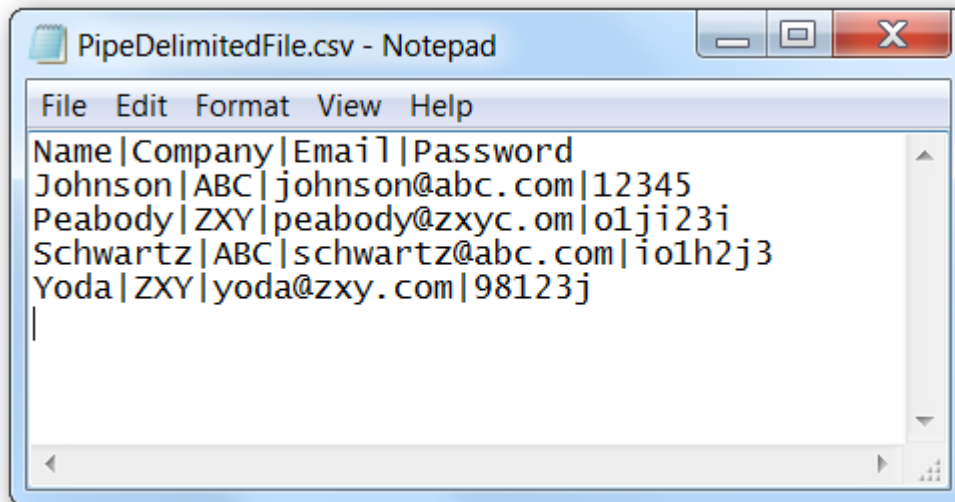 PipeDelimitedFile.csv - Notepad
File Edit Format View Help
Name|Company|Email|Password
Johnson|ABC|johnson@abc.com|12345
Peabody|ZXY|peabody@zxyc.om|o1ji23i
Schwartz|ABC|schwartz@abc.com|io1h2j3
Yoda|ZXY|yoda@zxy.com|98123j